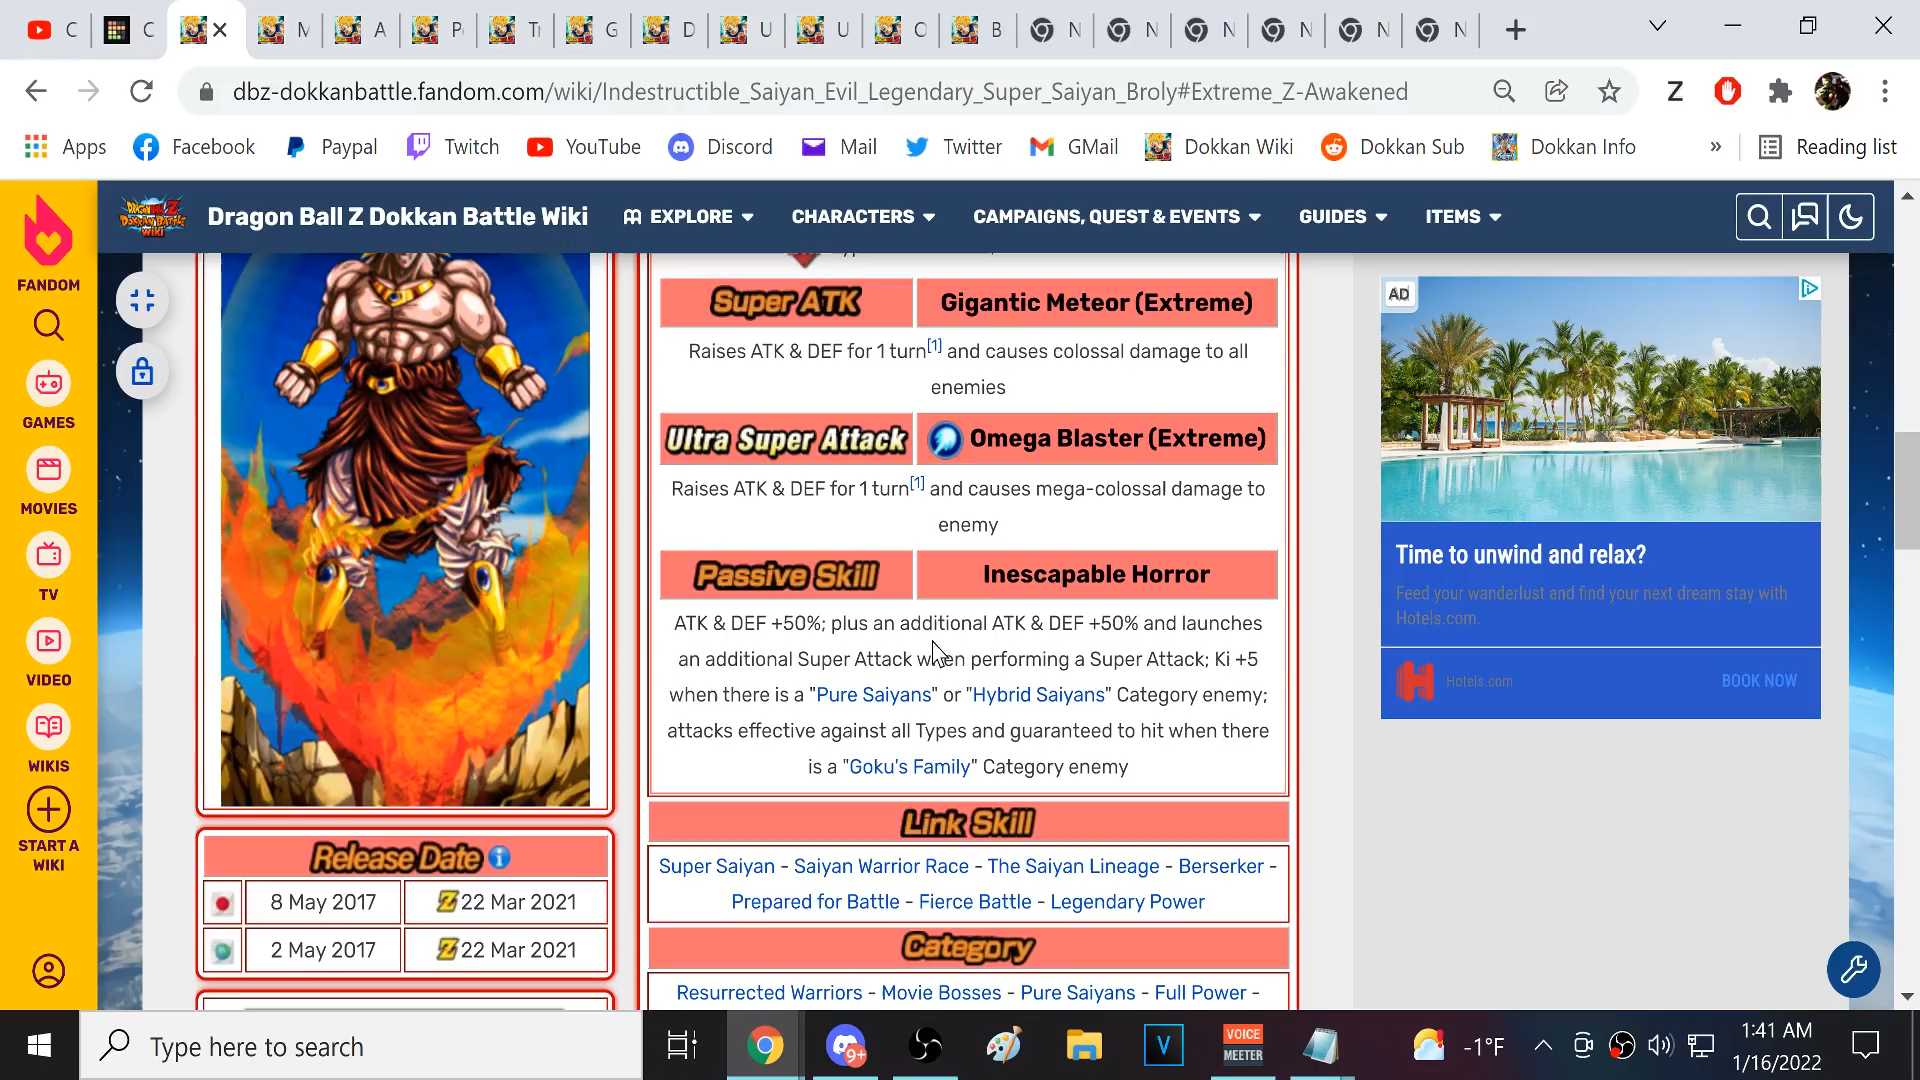 C C M A P Tr G D U U O B N N N N N N
dbz-dokkanbattle.fandom.com/wiki/Indestructible_Saiyan_Evil_Legendary_Super_Saiyan_Broly#Extreme_Z-Awakened
Z
Apps Facebook Paypal Twitch YouTube Discord Mail Twitter GMail Dokkan Wiki Dokkan Sub Dokkan Info » Reading list
Dragon Ball Z Dokkan Battle Wiki EXPLORE CHARACTERS CAMPAIGNS, QUEST & EVENTS GUIDES ITEMS
FANDOM
GAMES
MOVIES
TV
VIDEO
WIKIS
START A
WIKI
Super ATK Gigantic Meteor (Extreme)
Raises ATK & DEF for 1 turn[1] and causes colossal damage to all
enemies
Ultra Super Attack Omega Blaster (Extreme)
Raises ATK & DEF for 1 turn[1] and causes mega-colossal damage to
enemy
Passive Skill Inescapable Horror
ATK & DEF +50%; plus an additional ATK & DEF +50% and launches
an additional Super Attack when performing a Super Attack; Ki +5
when there is a "Pure Saiyans" or "Hybrid Saiyans" Category enemy;
attacks effective against all Types and guaranteed to hit when there
is a "Goku's Family" Category enemy
Link Skill
Super Saiyan - Saiyan Warrior Race - The Saiyan Lineage - Berserker -
Prepared for Battle - Fierce Battle - Legendary Power
Category
Resurrected Warriors - Movie Bosses - Pure Saiyans - Full Power -
Release Date
8 May 2017 Z 22 Mar 2021
2 May 2017 Z 22 Mar 2021
AD
Time to unwind and relax?
Feed your wanderlust and find your next dream stay with
Hotels.com.
Hotels.com BOOK NOW
Type here to search
9+
V
VOICE
MEETER
-1°F
1:41 AM
1/16/2022